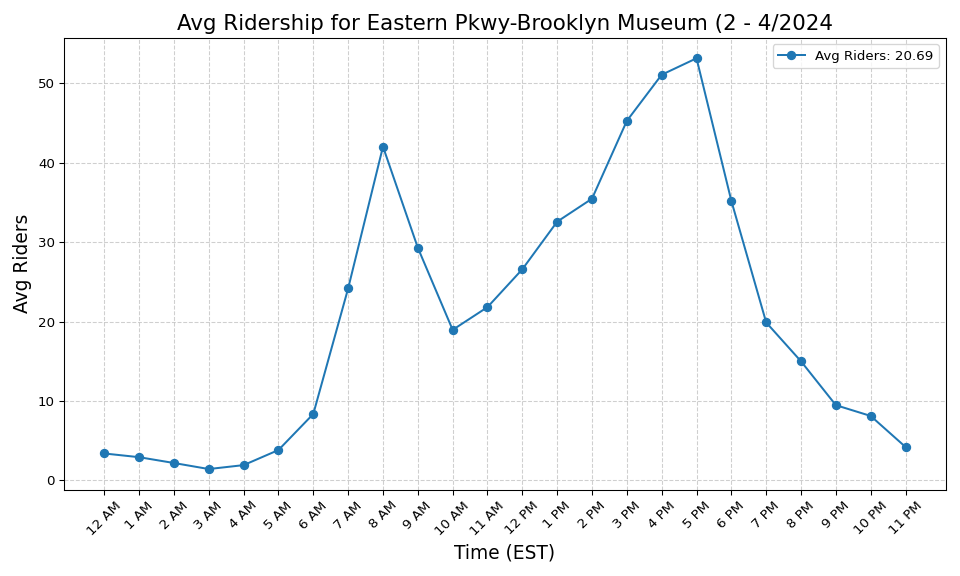 Avg Ridership for Eastern Pkwy-Brooklyn Museum (2 - 4/2024
Avg Riders: 20.69
Avg Riders
50
40
30
20
10
0
12 AM
1 AM
2 AM
3 AM
4 AM
5 AM
6 AM
7 AM
8 AM
9 AM
10 AM
11 AM
12 PM
1 PM
2 PM
3 PM
4 PM
5 PM
6 PM
7 PM
8 PM
9 PM
10 PM
11 PM
Time (EST)